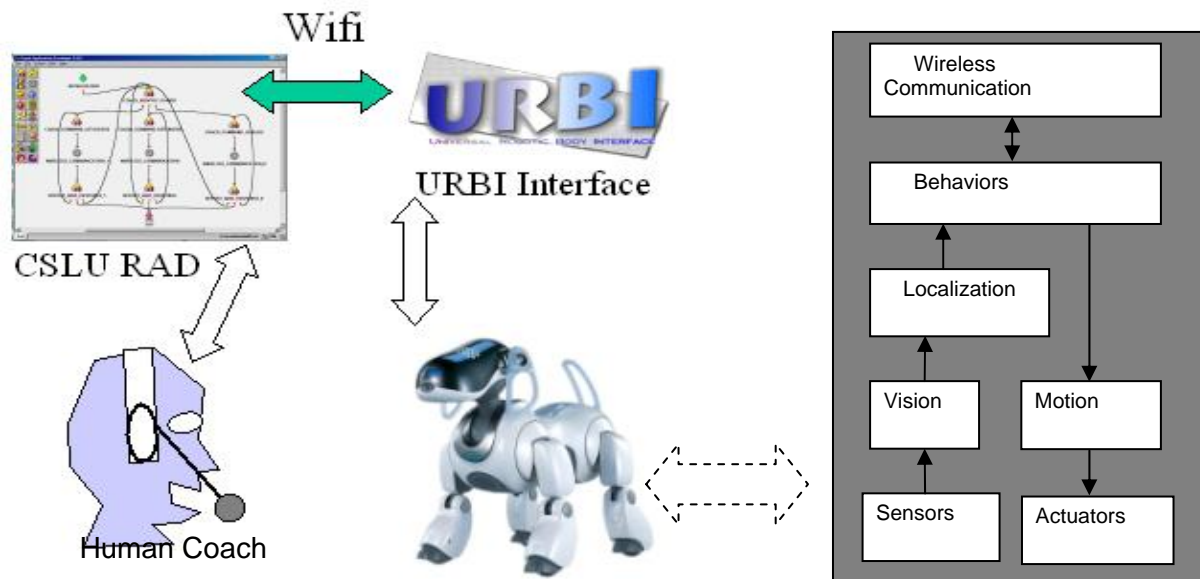 Wifi
URBI
UNIVERSAL ROBOTIC BODY INTERFACE
URBI Interface
CSLU RAD
Human Coach
Wireless
Communication
Behaviors
Localization
Vision
Motion
Sensors
Actuators